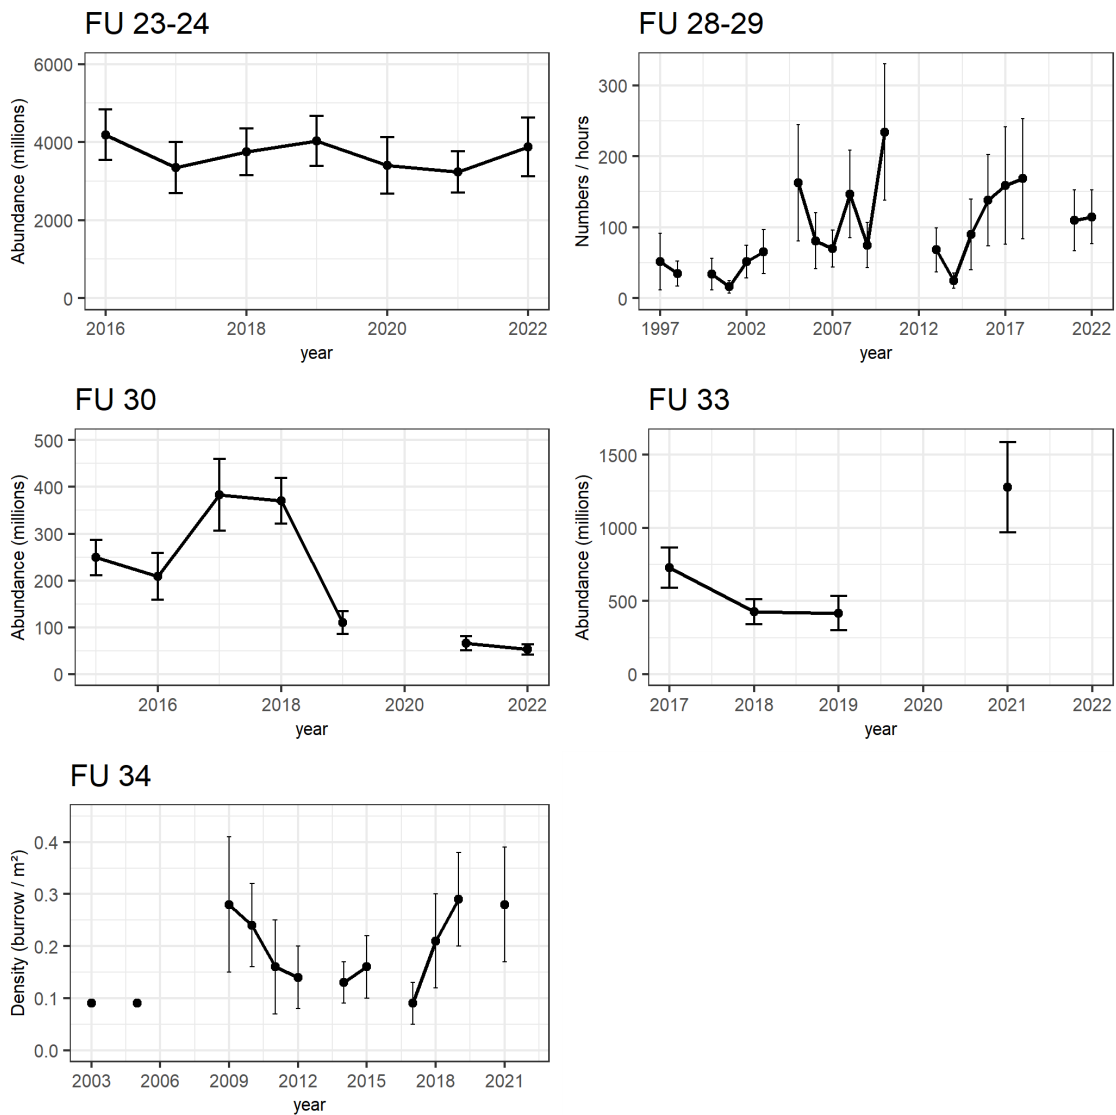 FU 23-24
Abundance (millions)
6000
4000
2000
0
2016 2018 2020 2022
year
FU 28-29
Numbers / hours
300
200
100
0
1997 2002 2007 2012 2017 2022
year
FU 30
Abundance (millions)
500
400
300
200
100
0
2016 2018 2020 2022
year
FU 33
Abundance (millions)
1500
1000
500
0
2017 2018 2019 2020 2021 2022
year
FU 34
Density (burrow / m²)
0.4
0.3
0.2
0.1
0.0
2003 2006 2009 2012 2015 2018 2021
year